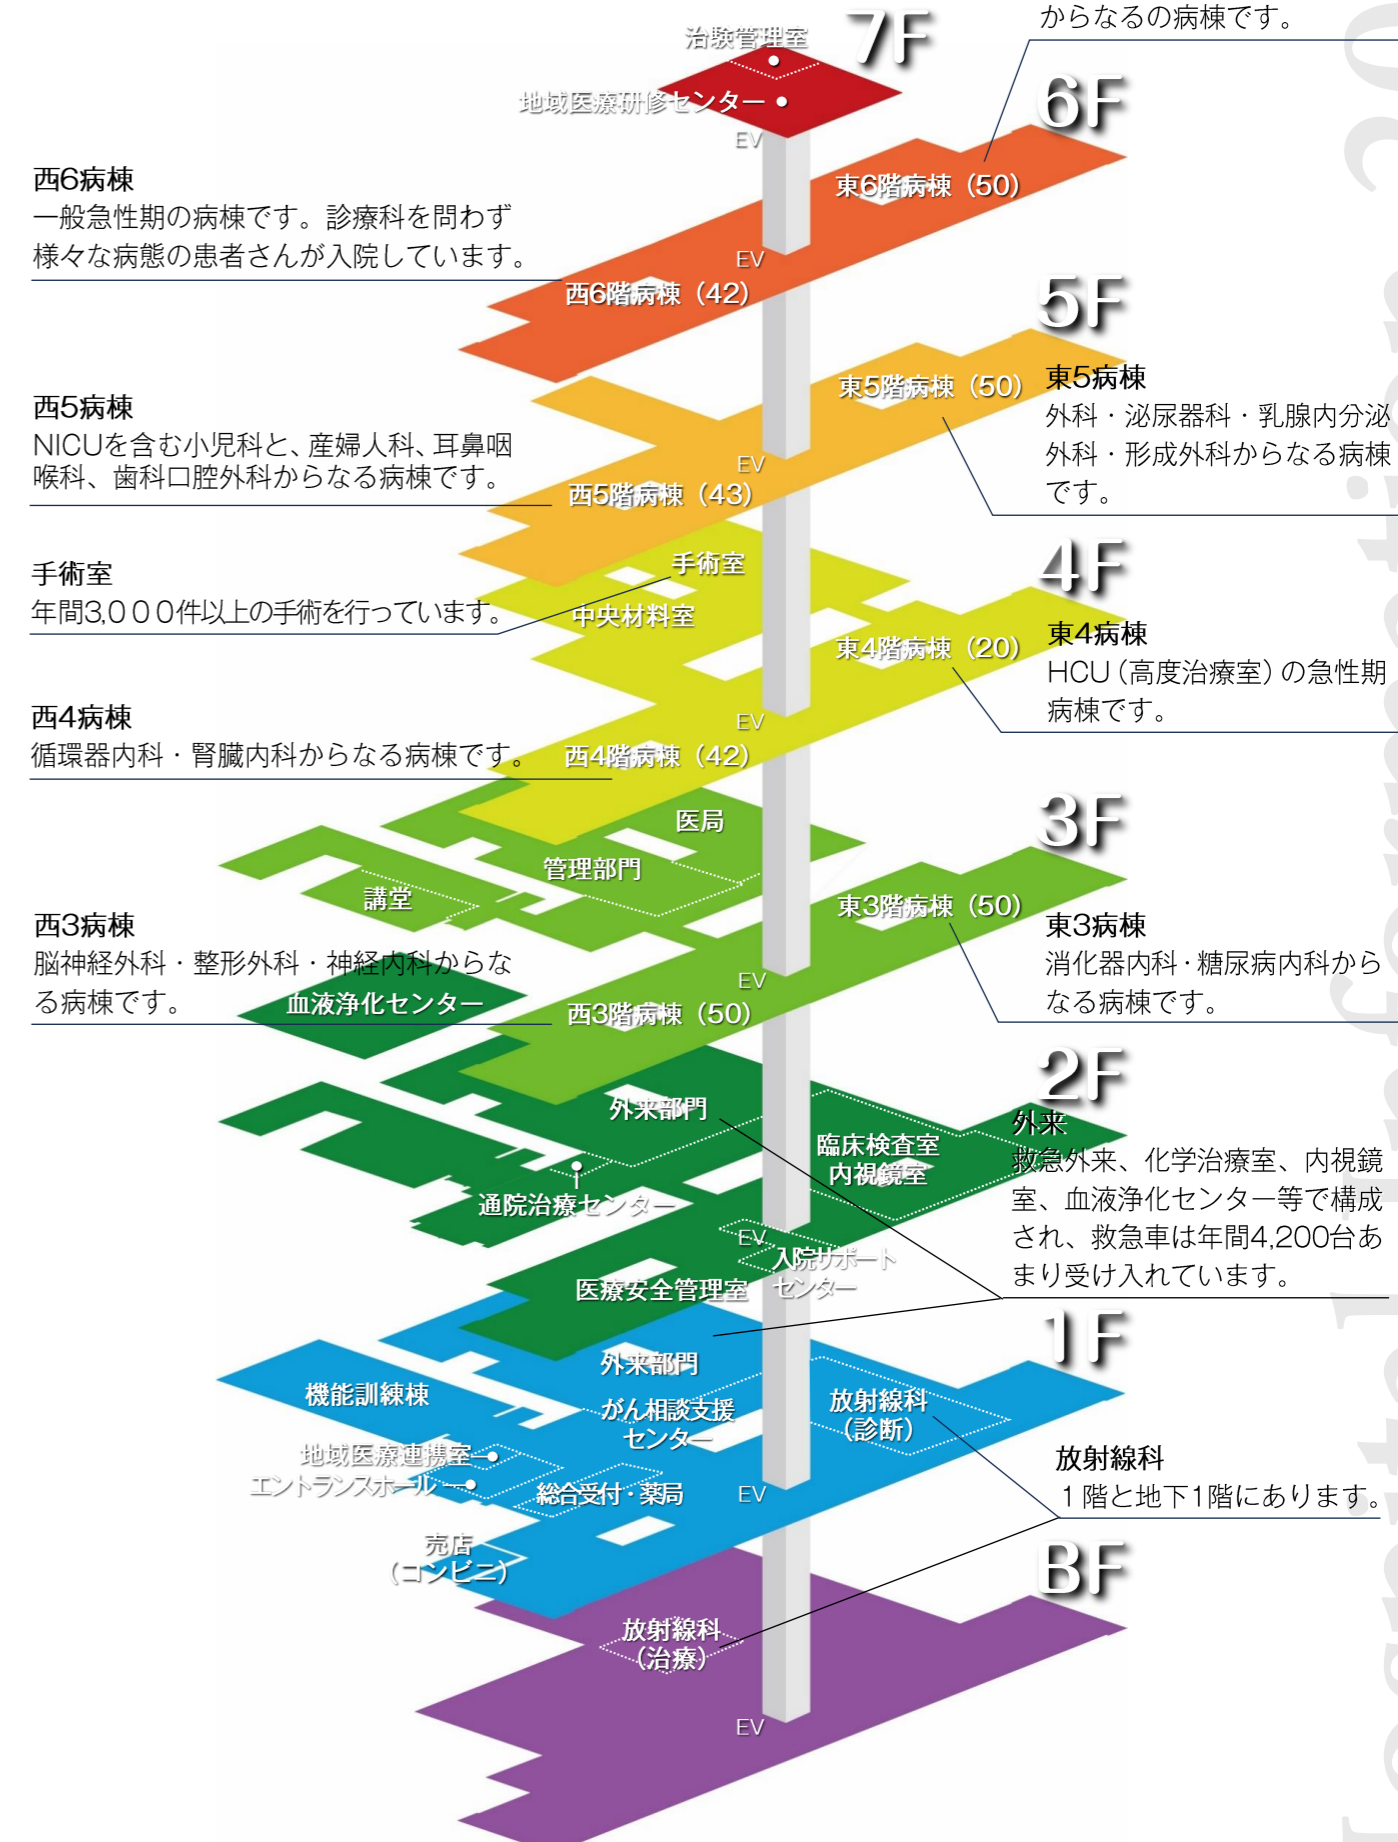 からなるの病棟です。
7F
治験管理室
地域医療研修センター
EV
6F
東6階病棟（50）
西6病棟
一般急性期の病棟です。診療科を問わず
様々な病態の患者さんが入院しています。
EV
西6階病棟（42）
5F
東5階病棟（50）
東5病棟
外科・泌尿器科・乳腺内分泌
外科・形成外科からなる病棟
です。
西5病棟
NICUを含む小児科と、産婦人科、耳鼻咽
喉科、歯科口腔外科からなる病棟です。
EV
西5階病棟（43）
4F
手術室
年間3,000件以上の手術を行っています。
手術室
中央材料室
東4階病棟（20）
東4病棟
HCU（高度治療室）の急性期
病棟です。
西4病棟
循環器内科・腎臓内科からなる病棟です。
EV
西4階病棟（42）
3F
医局
管理部門
講堂
東3階病棟（50）
東3病棟
消化器内科・糖尿病内科から
なる病棟です。
西3病棟
脳神経外科・整形外科・神経内科からな
る病棟です。
EV
西3階病棟（50）
血液浄化センター
2F
外来
救急外来、化学治療室、内視鏡
室、血液浄化センター等で構成
され、救急車は年間4,200台あ
まり受け入れています。
外来部門
臨床検査室
内視鏡室
通院治療センター
EV
入院サポート
センター
医療安全管理室
1F
外来部門
機能訓練棟
がん相談支援
センター
放射線科
（診断）
地域医療連携室
エントランスホール
総合受付・薬局
EV
売店
（コンビニ）
放射線科
1階と地下1階にあります。
BF
放射線科
（治療）
EV